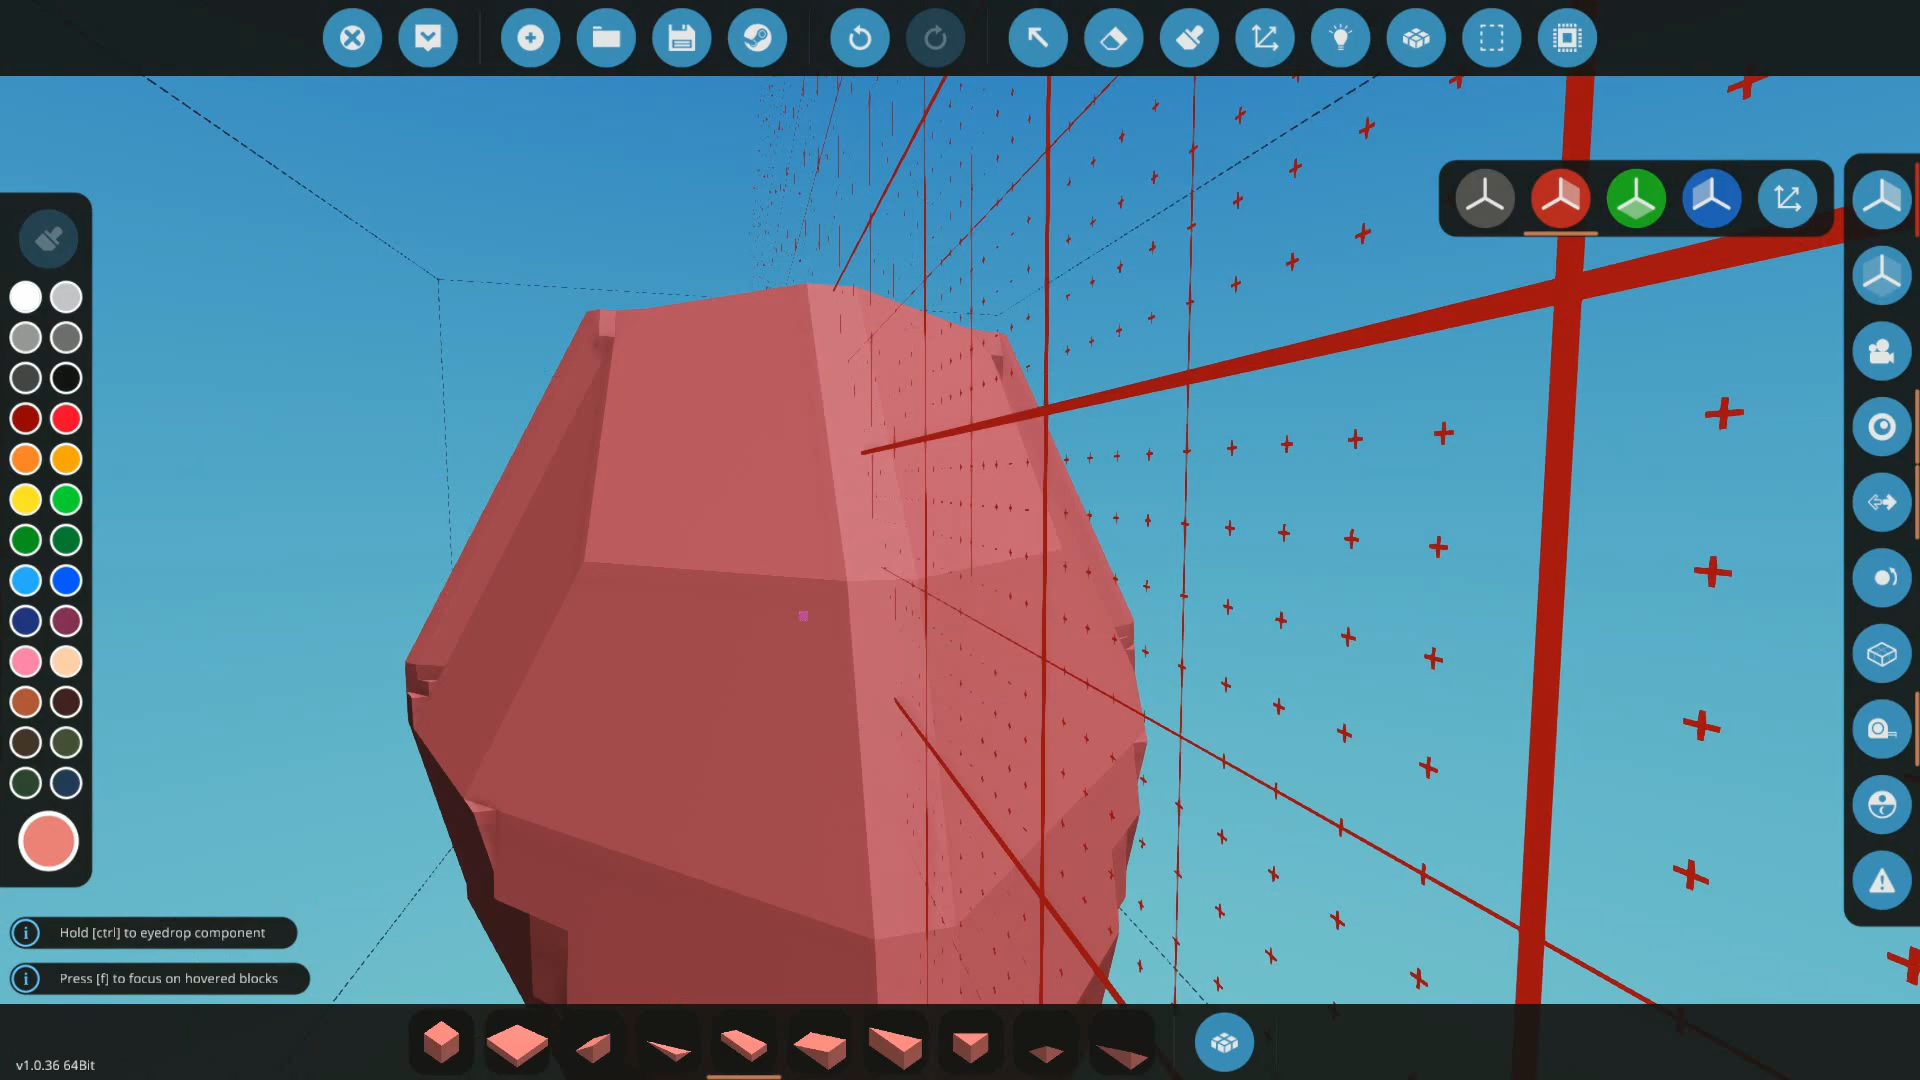 Hold [ctrl] to eyedrop component
Press [f] to focus on hovered blocks
v1.0.36 64Bit